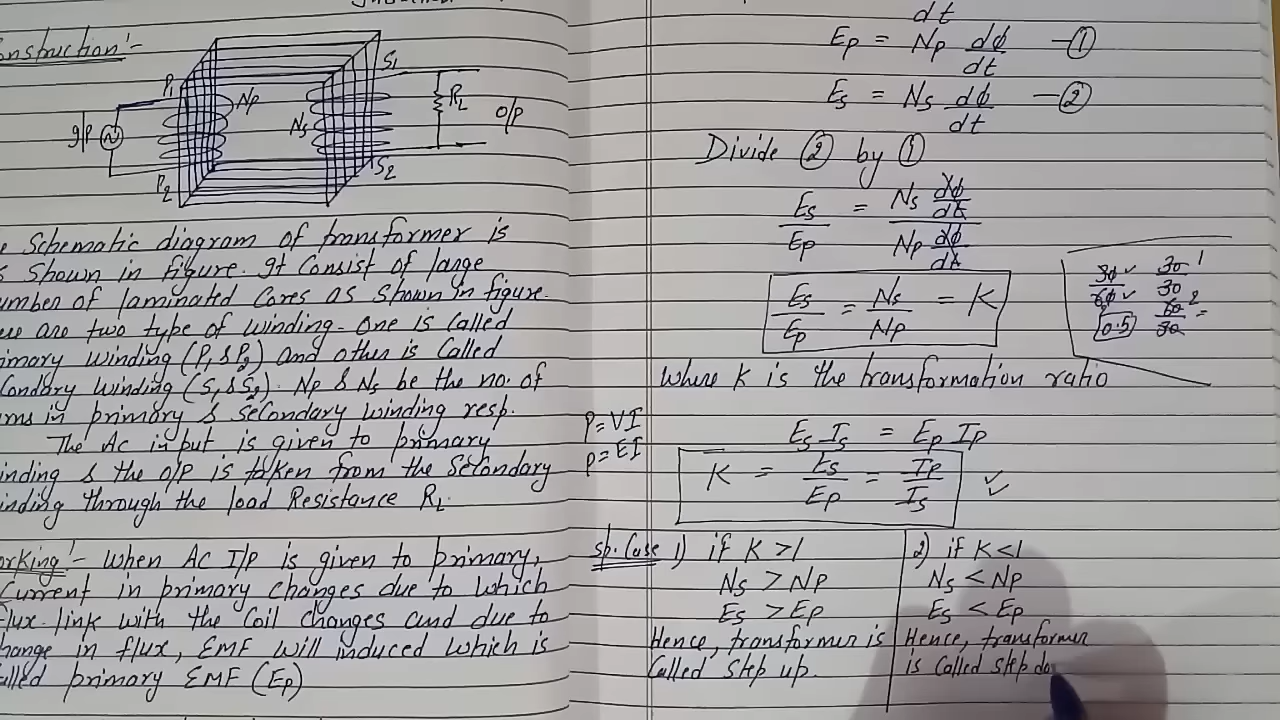 Construction:-
P1
Np
Ns
S1
RL
I/P
O/P
P2
S2
Schematic diagram of transformer is
shown in figure. It consist of large
number of laminated cores as shown in figure.
are two type of winding- one is called
primary winding (P1 & P2) and other is called
Secondary winding (S1 & S2). Np & Ns be the no. of
turns in primary & secondary winding resp.
The AC input is given to primary
winding & the o/p is taken from the secondary
winding through the load Resistance RL.
Working!- When AC I/p is given to primary,
Current in primary changes due to which
flux link with the coil changes and due to
change in flux, EMF will induced which is
called primary EMF (Ep)
dt
Ep = Np dϕ/dt -①
Es = Ns dϕ/dt -②
Divide ② by ①
Es/Ep = Ns dϕ/dt / Np dϕ/dt
Es/Ep = Ns/Np = K
30/60 30/30 1
0.5 60/30 2 =
Where K is the transformation ratio
P=VI
P=EI
Es Is = Ep Ip
K = Es/Ep = Ip/Is
sp. Case 1) if K >1
Ns > Np
Es > Ep
Hence, transformer is
Called Step up.
2) if K<1
Ns < Np
Es < Ep
Hence, transformer
is Called Step do